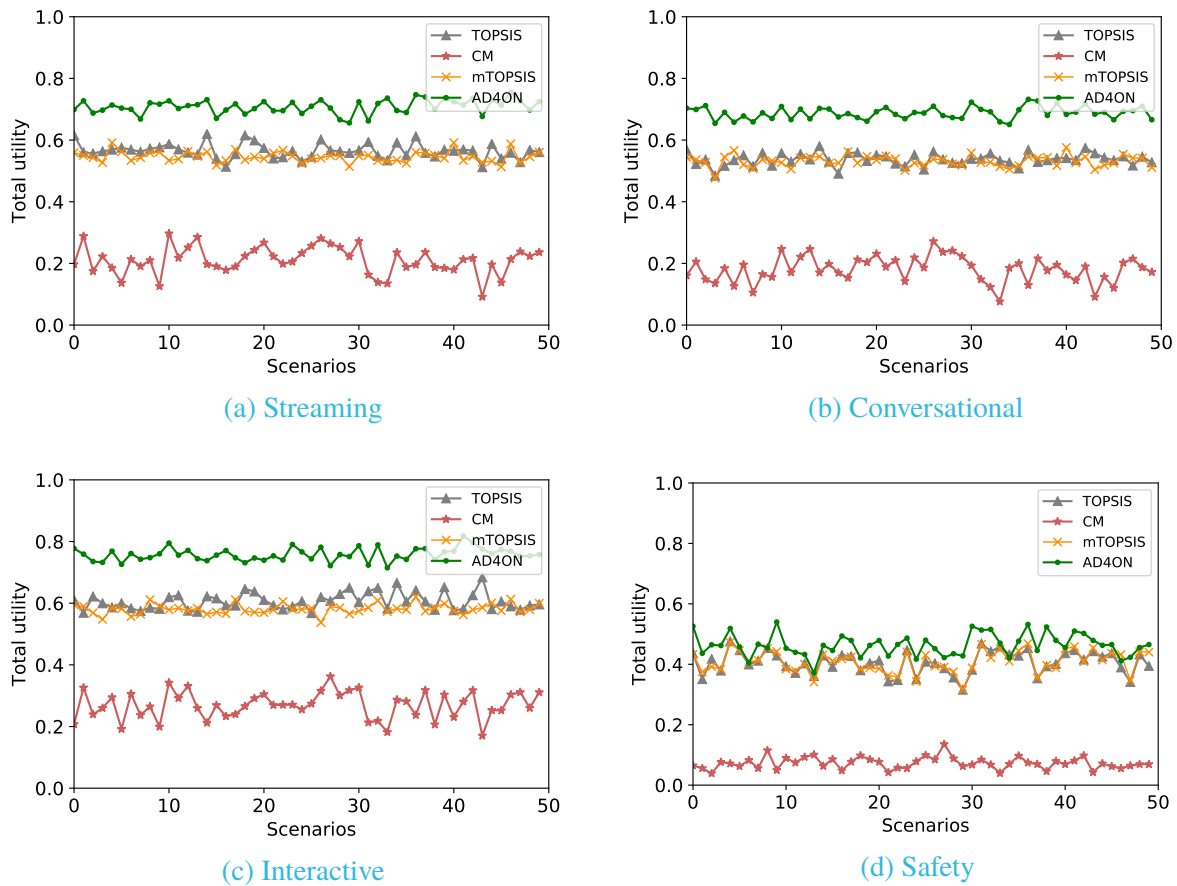 1.0
0.8
0.6
0.4
0.2
0.0
Total utility
TOPSIS
CM
mTOPSIS
AD4ON
0 10 20 30 40 50
Scenarios
(a) Streaming
1.0
0.8
0.6
0.4
0.2
0.0
Total utility
TOPSIS
CM
mTOPSIS
AD4ON
0 10 20 30 40 50
Scenarios
(b) Conversational
1.0
0.8
0.6
0.4
0.2
0.0
Total utility
TOPSIS
CM
mTOPSIS
AD4ON
0 10 20 30 40 50
Scenarios
(c) Interactive
1.0
0.8
0.6
0.4
0.2
0.0
Total utility
TOPSIS
CM
mTOPSIS
AD4ON
0 10 20 30 40 50
Scenarios
(d) Safety